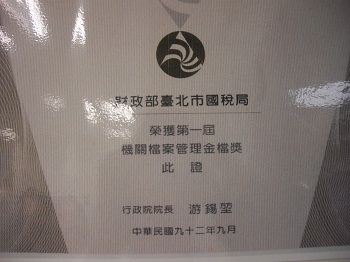 財政部臺北市國稅局
榮獲第一屆
機關檔案管理金檔獎
此證
行政院院長 游錫堃
中華民國九十二年九月